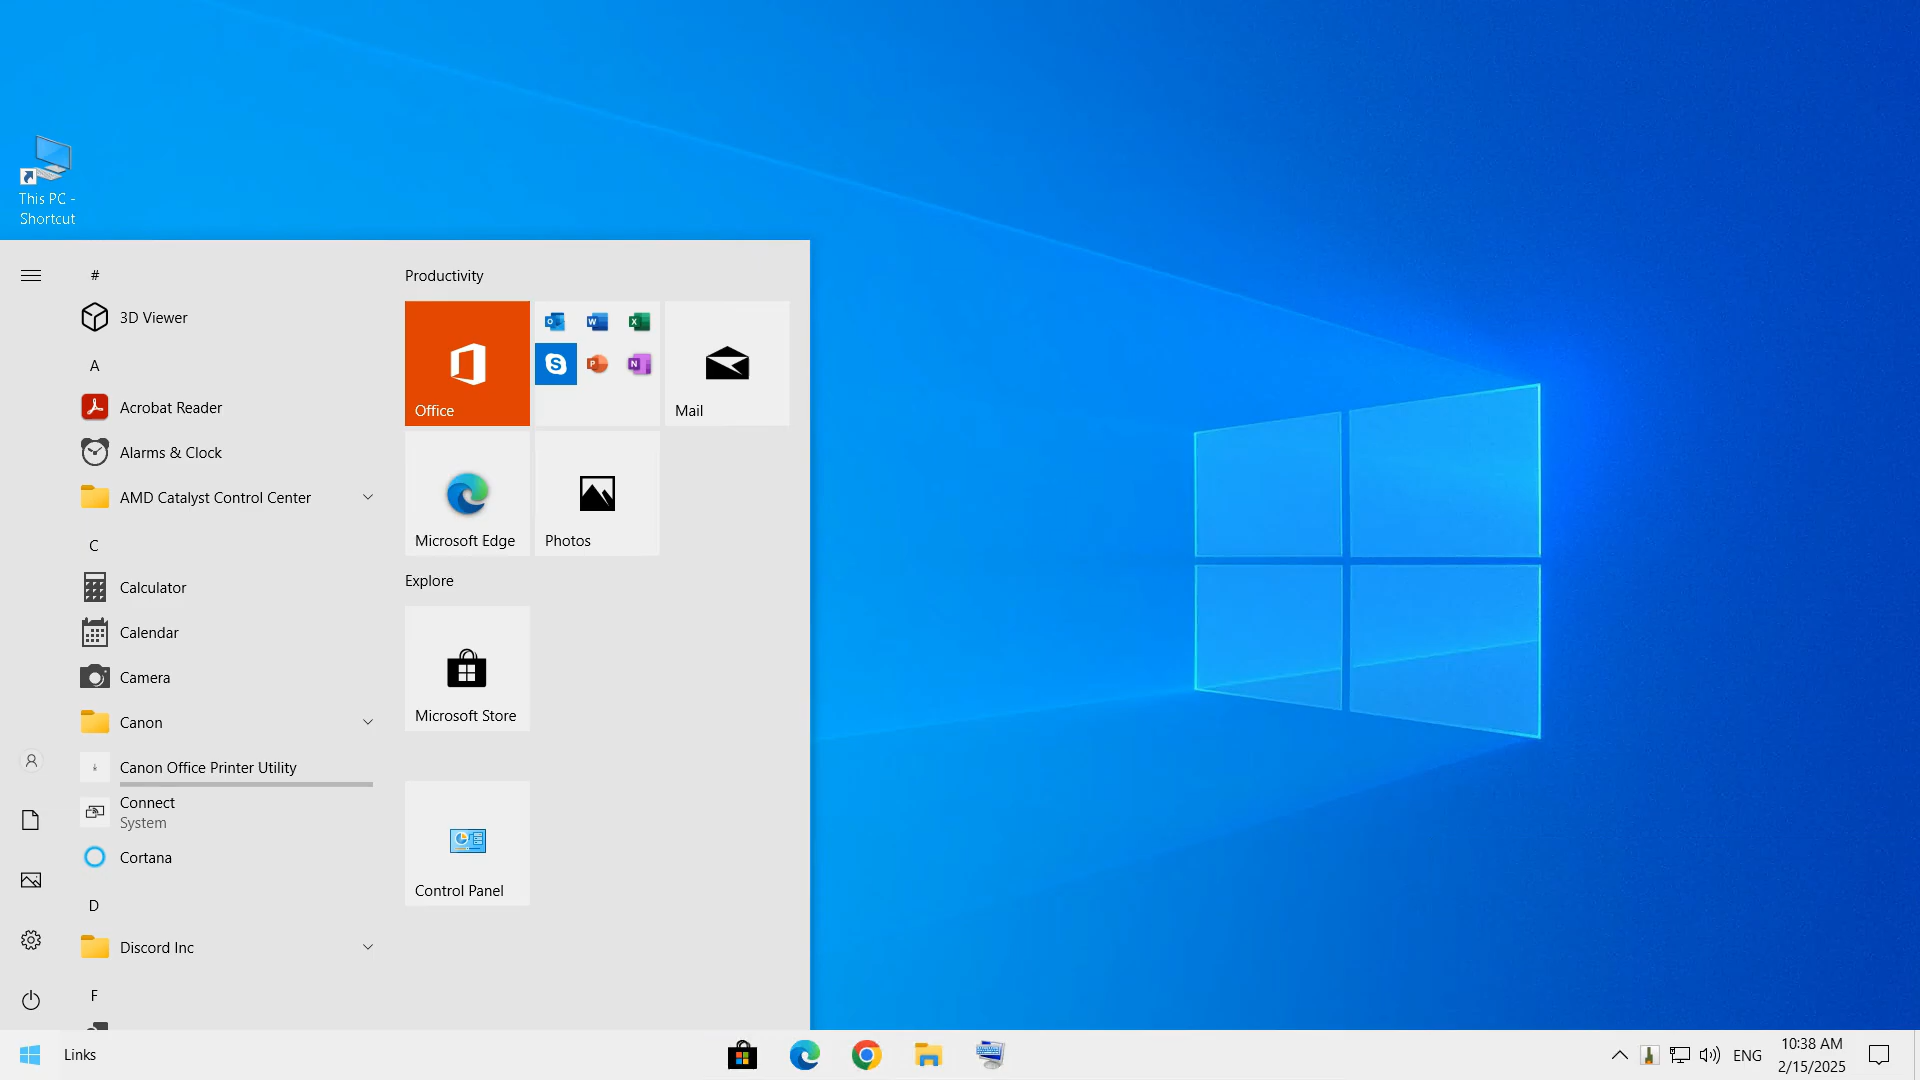 This PC -
Shortcut
#
3D Viewer
A
Acrobat Reader
Alarms & Clock
AMD Catalyst Control Center
C
Calculator
Calendar
Camera
Canon
Canon Office Printer Utility
Connect
System
Cortana
D
Discord Inc
F
Productivity
Office
Mail
Microsoft Edge
Photos
Explore
Microsoft Store
Control Panel
Links
ENG
10:38 AM
2/15/2025